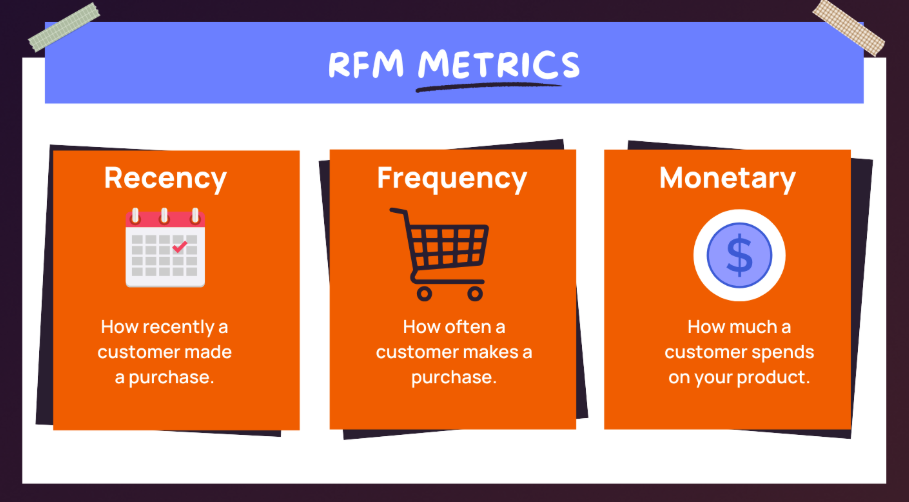 RFM METRICS
Recency
How recently a
customer made
a purchase.
Frequency
How often a
customer makes a
purchase.
Monetary
$
How much a
customer spends
on your product.